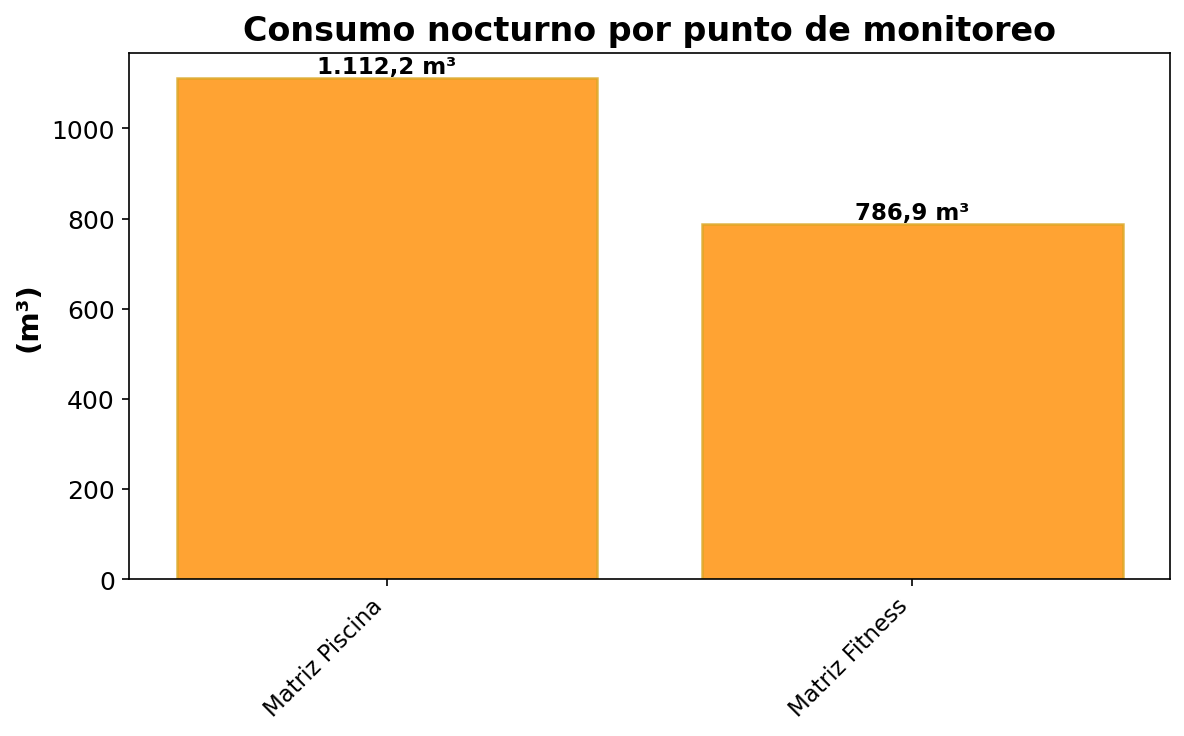 Consumo nocturno por punto de monitoreo
1.112,2 m³
786,9 m³
1000
800
600
400
200
0
(m³)
Matriz Piscina
Matriz Fitness